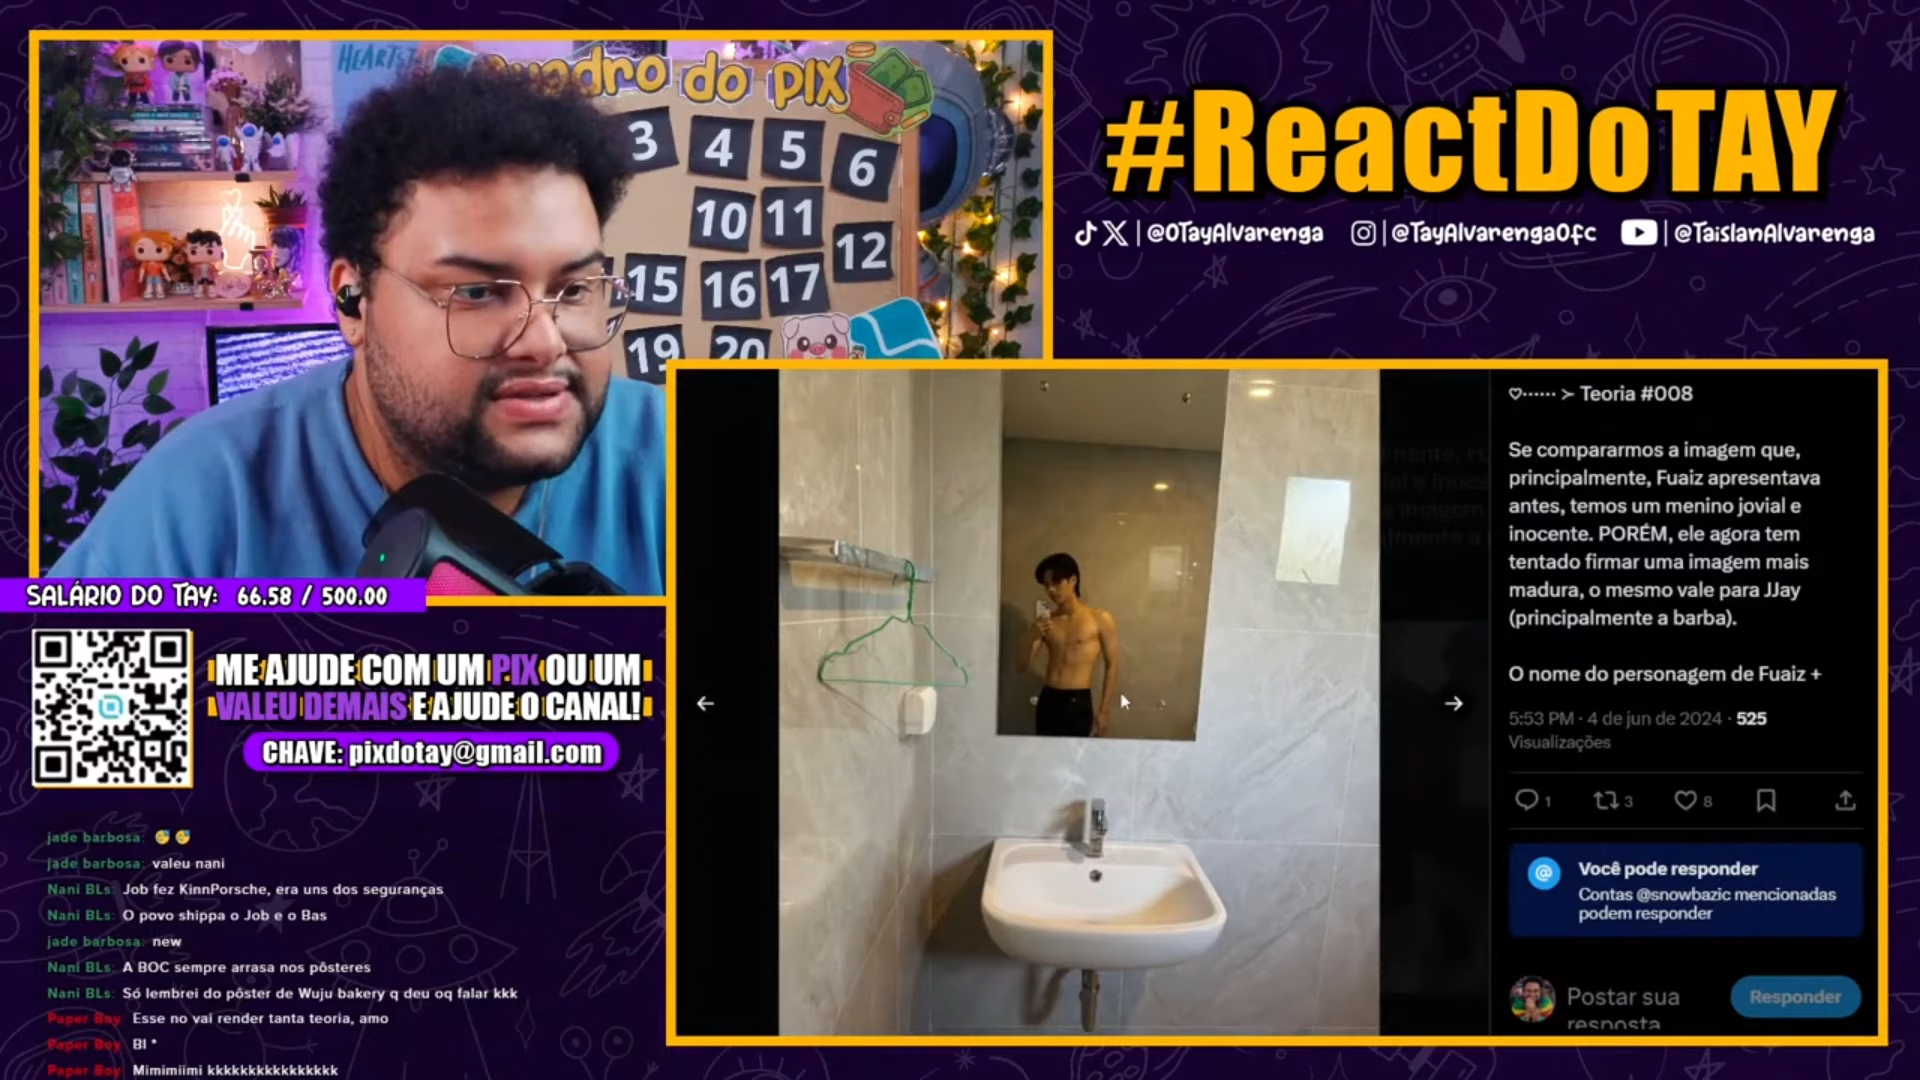 HEARTST
Quadro do PIX
3
4
5
6
10
11
12
15
16
17
19
20
#ReactDoTAY
| @OTayAlvarenga
| @TayAlvarengaOfc
| @TaislanAlvarenga
SALÁRIO DO TAY: 66.58 / 500.00
ME AJUDE COM UM PIX OU UM
VALEU DEMAIS E AJUDE O CANAL!
CHAVE: pixdotay@gmail.com
jade barbosa:
jade barbosa: valeu nani
Nani BLs: Job fez KinnPorsche, era uns dos seguranças
Nani BLs: O povo shippa o Job e o Bas
jade barbosa: new
Nani BLs: A BOC sempre arrasa nos pôsteres
Nani BLs: Só lembrei do pôster de Wuju bakery q deu oq falar kkk
Paper Boy: Esse no vai render tanta teoria, amo
Paper Boy: Bl *
Paper Boy: Mimimiimi kkkkkkkkkkkkkkkk
♡······ ➣ Teoria #008
Se compararmos a imagem que,
principalmente, Fuaiz apresentava
antes, temos um menino jovial e
inocente. PORÉM, ele agora tem
tentado firmar uma imagem mais
madura, o mesmo vale para JJay
(principalmente a barba).
O nome do personagem de Fuaiz +
5:53 PM · 4 de jun de 2024 · 525
Visualizações
1
3
8
Você pode responder
Contas @snowbazic mencionadas
podem responder
Postar sua
resposta
Responder